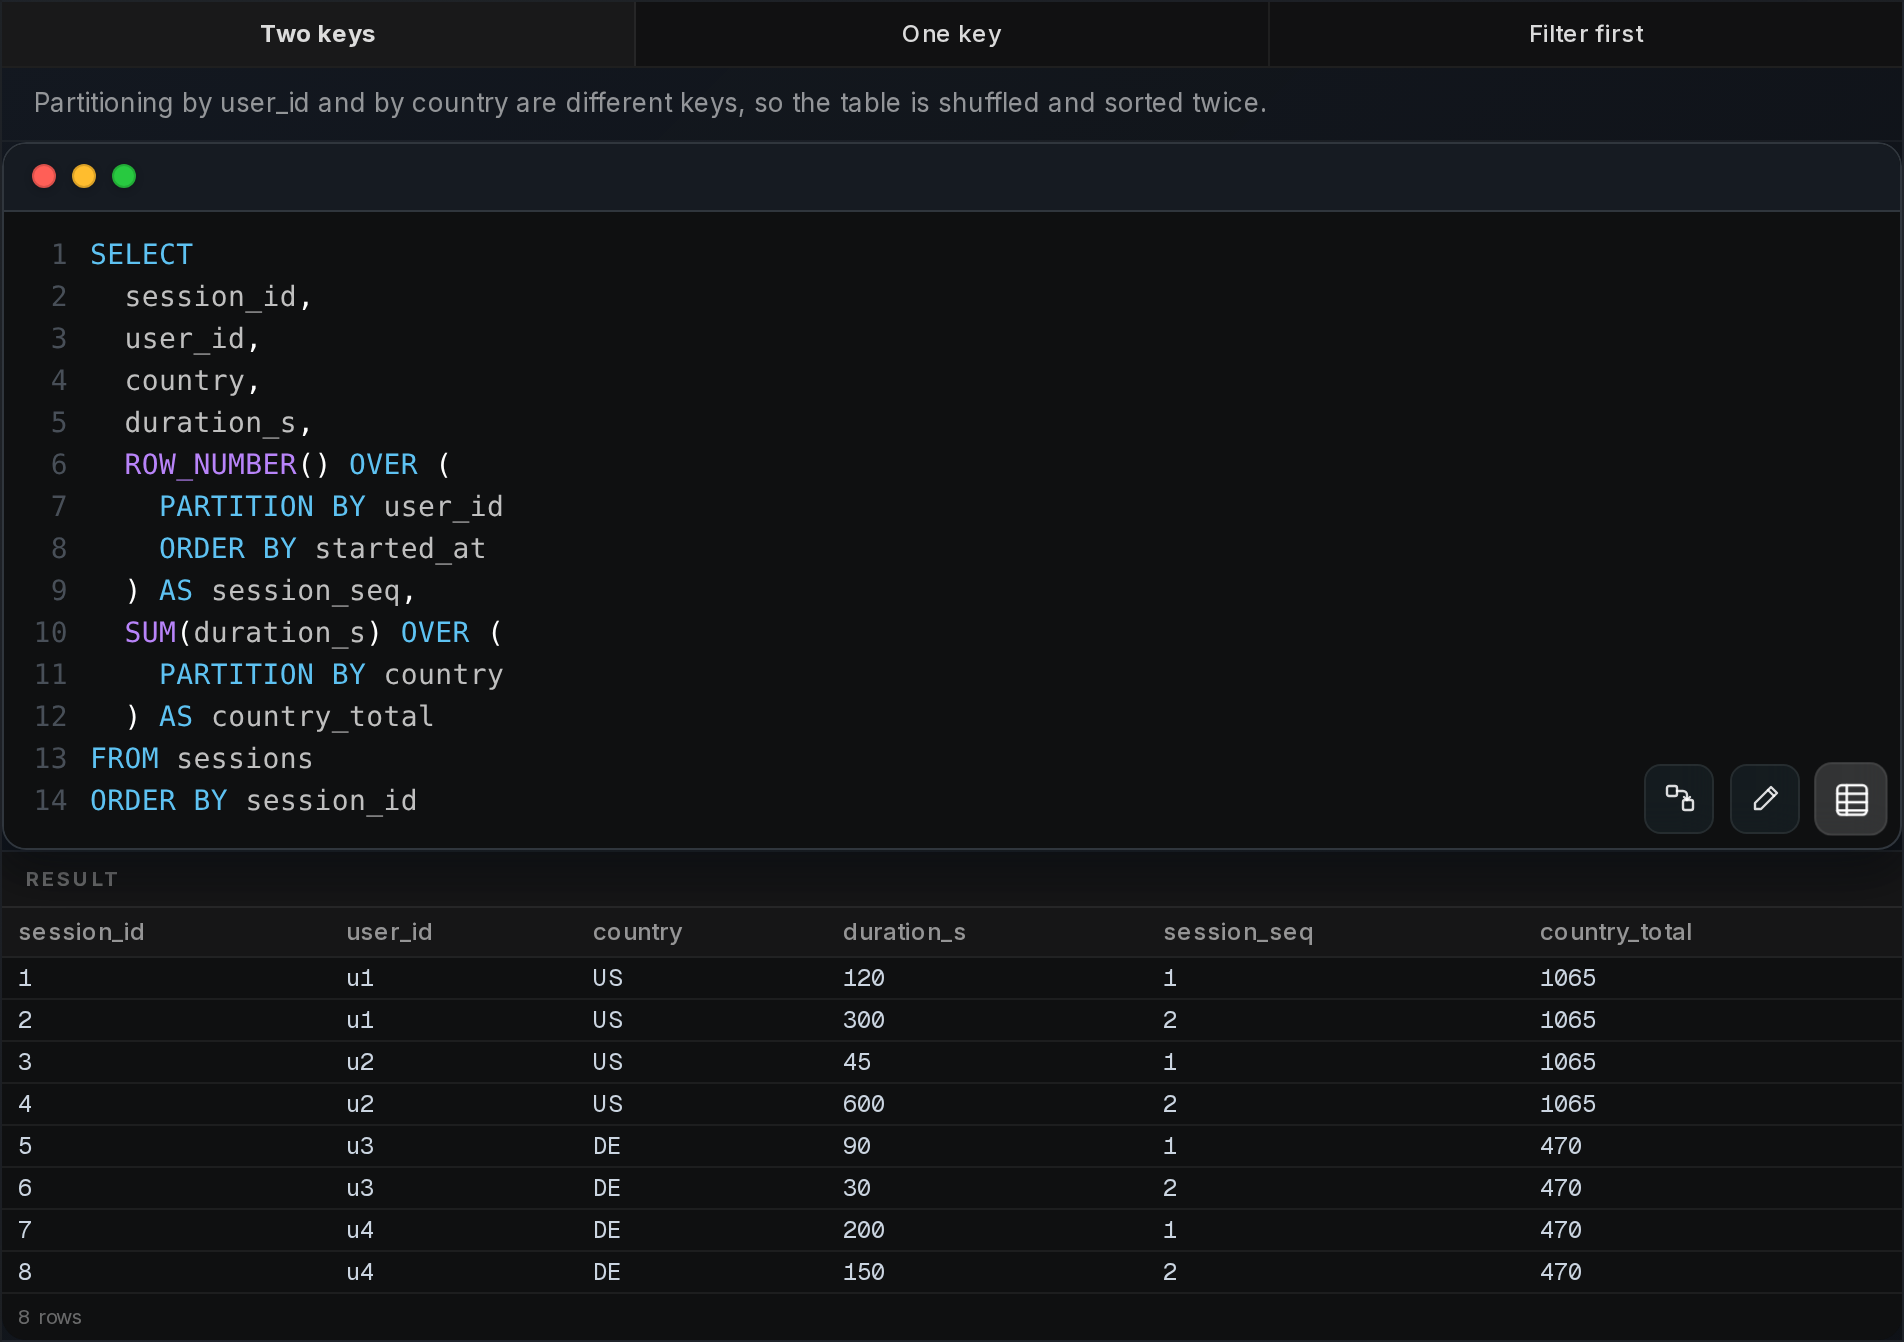 Two keys
One key
Filter first
Partitioning by user_id and by country are different keys, so the table is shuffled and sorted twice.
1 SELECT
2   session_id,
3   user_id,
4   country,
5   duration_s,
6   ROW_NUMBER() OVER (
7     PARTITION BY user_id
8     ORDER BY started_at
9   ) AS session_seq,
10   SUM(duration_s) OVER (
11     PARTITION BY country
12   ) AS country_total
13 FROM sessions
14 ORDER BY session_id
RESULT
session_id user_id country duration_s session_seq country_total
1 u1 US 120 1 1065
2 u1 US 300 2 1065
3 u2 US 45 1 1065
4 u2 US 600 2 1065
5 u3 DE 90 1 470
6 u3 DE 30 2 470
7 u4 DE 200 1 470
8 u4 DE 150 2 470
8 rows